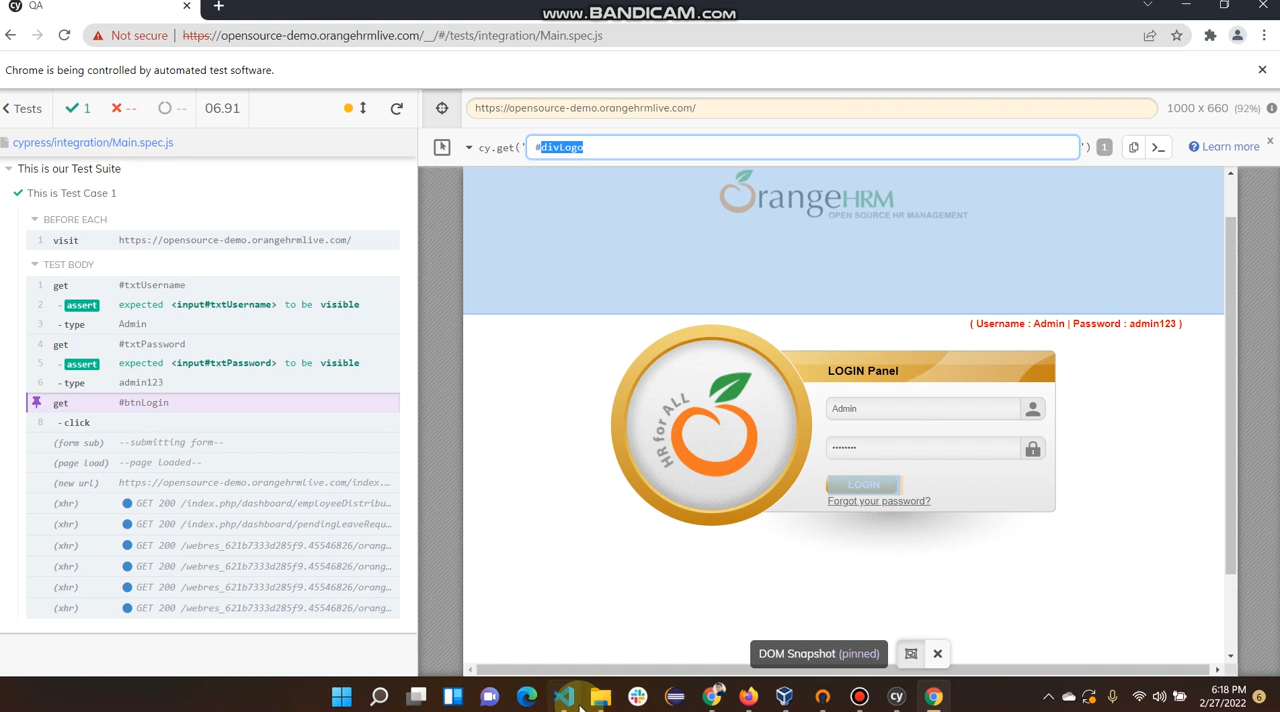 QA
www.BANDICAM.com
Not secure
https://opensource-demo.orangehrmlive.com/__/#/tests/integration/Main.spec.js
Chrome is being controlled by automated test software.
Tests 1 -- -- 06.91
https://opensource-demo.orangehrmlive.com/
1000 x 660 (92%)
cypress/integration/Main.spec.js
cy.get(' #divLogo ') 1
Learn more
This is our Test Suite
This is Test Case 1
BEFORE EACH
1 visit https://opensource-demo.orangehrmlive.com/
TEST BODY
1 get #txtUsername
2 -assert expected <input#txtUsername> to be visible
3 -type Admin
4 get #txtPassword
5 -assert expected <input#txtPassword> to be visible
6 -type admin123
get #btnLogin
8 -click
(form sub) --submitting form--
(page load) --page loaded--
(new url) https://opensource-demo.orangehrmlive.com/index.…
(xhr) GET 200 /index.php/dashboard/employeeDistribu…
(xhr) GET 200 /index.php/dashboard/pendingLeaveRequ…
(xhr) GET 200 /webres_621b7333d285f9.45546826/orang…
(xhr) GET 200 /webres_621b7333d285f9.45546826/orang…
(xhr) GET 200 /webres_621b7333d285f9.45546826/orang…
(xhr) GET 200 /webres_621b7333d285f9.45546826/orang…
OrangeHRM
OPEN SOURCE HR MANAGEMENT
( Username : Admin | Password : admin123 )
HR for ALL
LOGIN Panel
Admin
••••••••
LOGIN
Forgot your password?
DOM Snapshot (pinned)
6:18 PM
2/27/2022
6